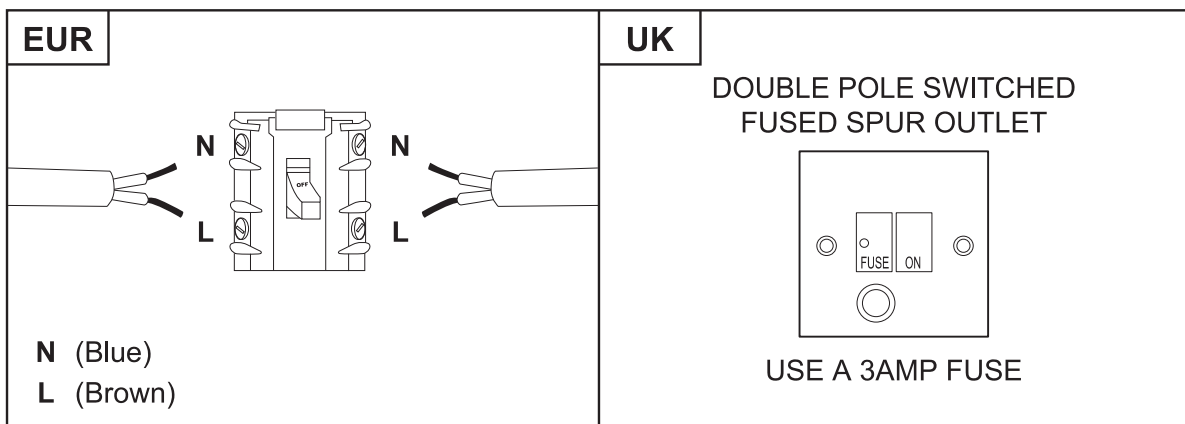 EUR
N
N
OFF
L
L
N (Blue)
L (Brown)
UK
DOUBLE POLE SWITCHED
FUSED SPUR OUTLET
FUSE ON
USE A 3AMP FUSE